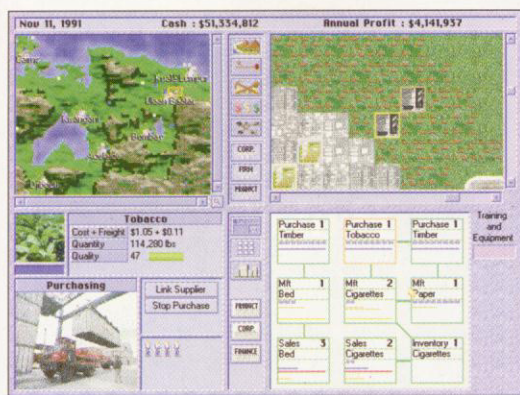 Nov 11, 1991
Cash : $51,334,812
Annual Profit : $4,141,937
CORP.
FIRM
PRODUCT
Tobacco
Cost + Freight $1.05 + $0.11
Quantity 114,280 lbs
Quality 47
Purchasing
Link Supplier
Stop Purchase
PRODUCT
CORP.
FINANCE
Purchase 1
Timber
Purchase 1
Tobacco
Purchase 1
Timber
Mft 1
Bed
Mft 2
Cigarettes
Mft 1
Paper
Sales 3
Bed
Sales 2
Cigarettes
Inventory 1
Cigarettes
Training
and
Equipment